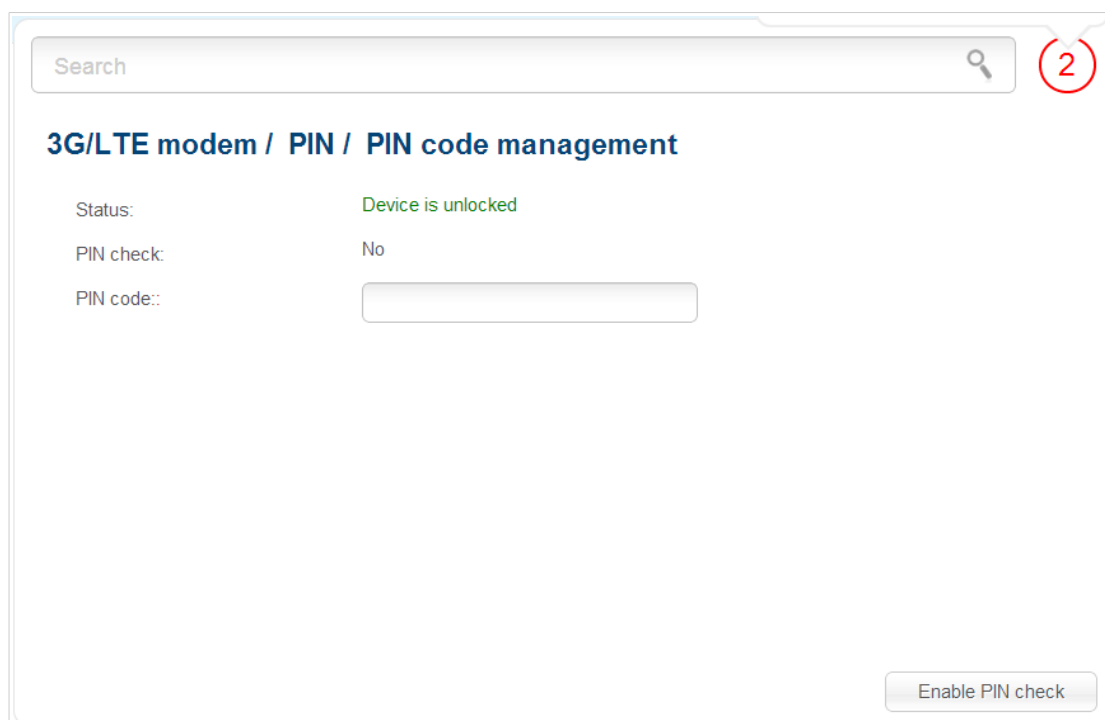 Search
2
3G/LTE modem / PIN / PIN code management
Status: Device is unlocked
PIN check: No
PIN code::
Enable PIN check